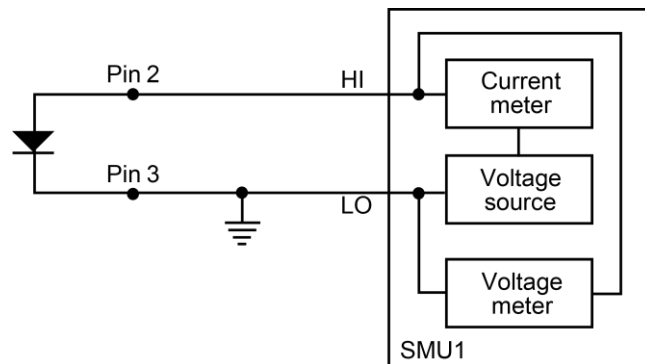 Pin 2
HI
Current
meter
Pin 3
LO
Voltage
source
Voltage
meter
SMU1